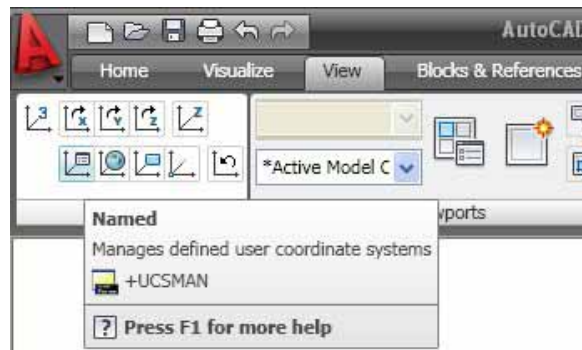 AutoCAD
Home Visualize View Blocks & References
3 X Y Z Z
*Active Model C
Named
Manages defined user coordinate systems
+UCSMAN
? Press F1 for more help